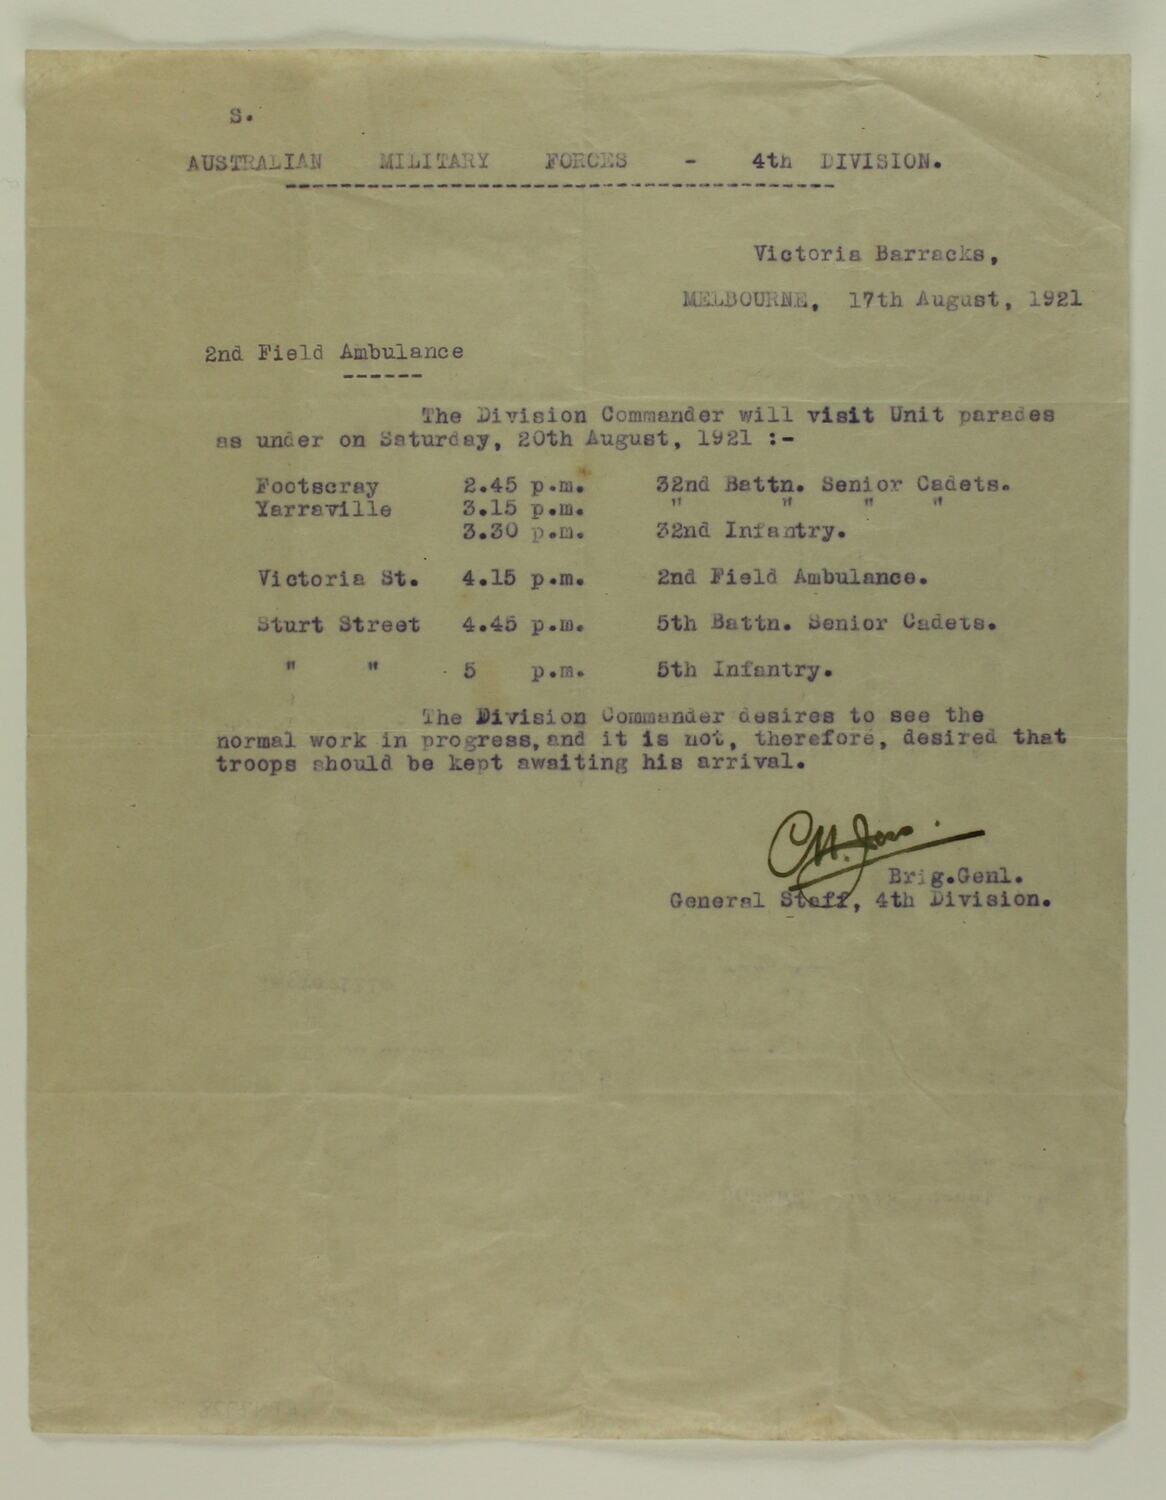 S.
AUSTRALIAN MILITARY FORCES - 4th DIVISION.
Victoria Barracks,
MELBOURNE, 17th August, 1921
2nd Field Ambulance
The Division Commander will visit Unit parades
as under on Saturday, 20th August, 1921 :-
Footscray 2.45 p.m. 32nd Battn. Senior Cadets.
Yarraville 3.15 p.m. " " " "
3.30 p.m. 32nd Infantry.
Victoria St. 4.15 p.m. 2nd Field Ambulance.
Sturt Street 4.45 p.m. 5th Battn. Senior Cadets.
" " 5 p.m. 5th Infantry.
The Division Commander desires to see the
normal work in progress, and it is not, therefore, desired that
troops should be kept awaiting his arrival.
C.H. Jess.
Brig.Genl.
General Staff, 4th Division.